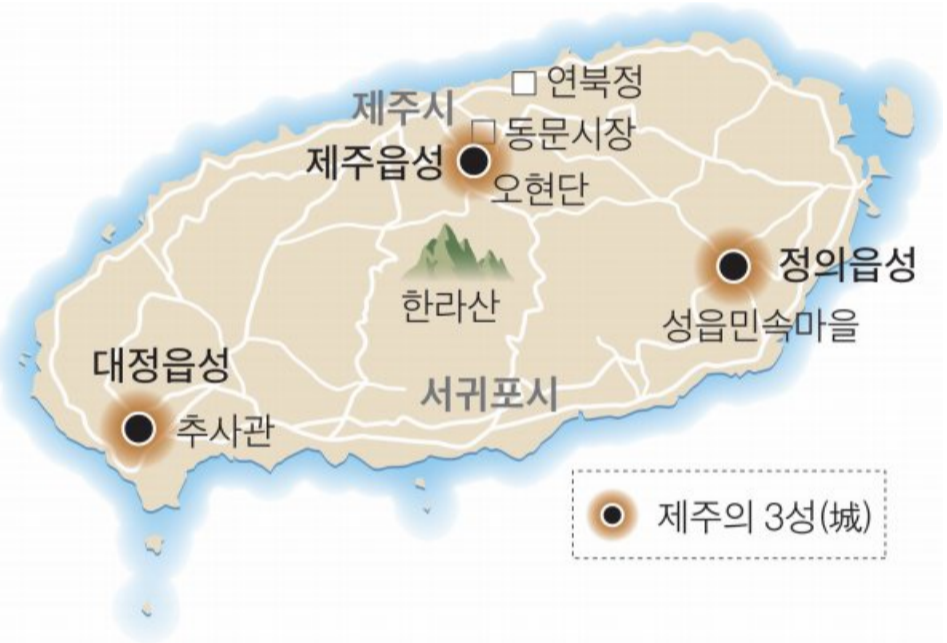 연북정
제주시
동문시장
제주읍성
오현단
정의읍성
한라산
성읍민속마을
대정읍성
서귀포시
추사관
제주의 3성(城)